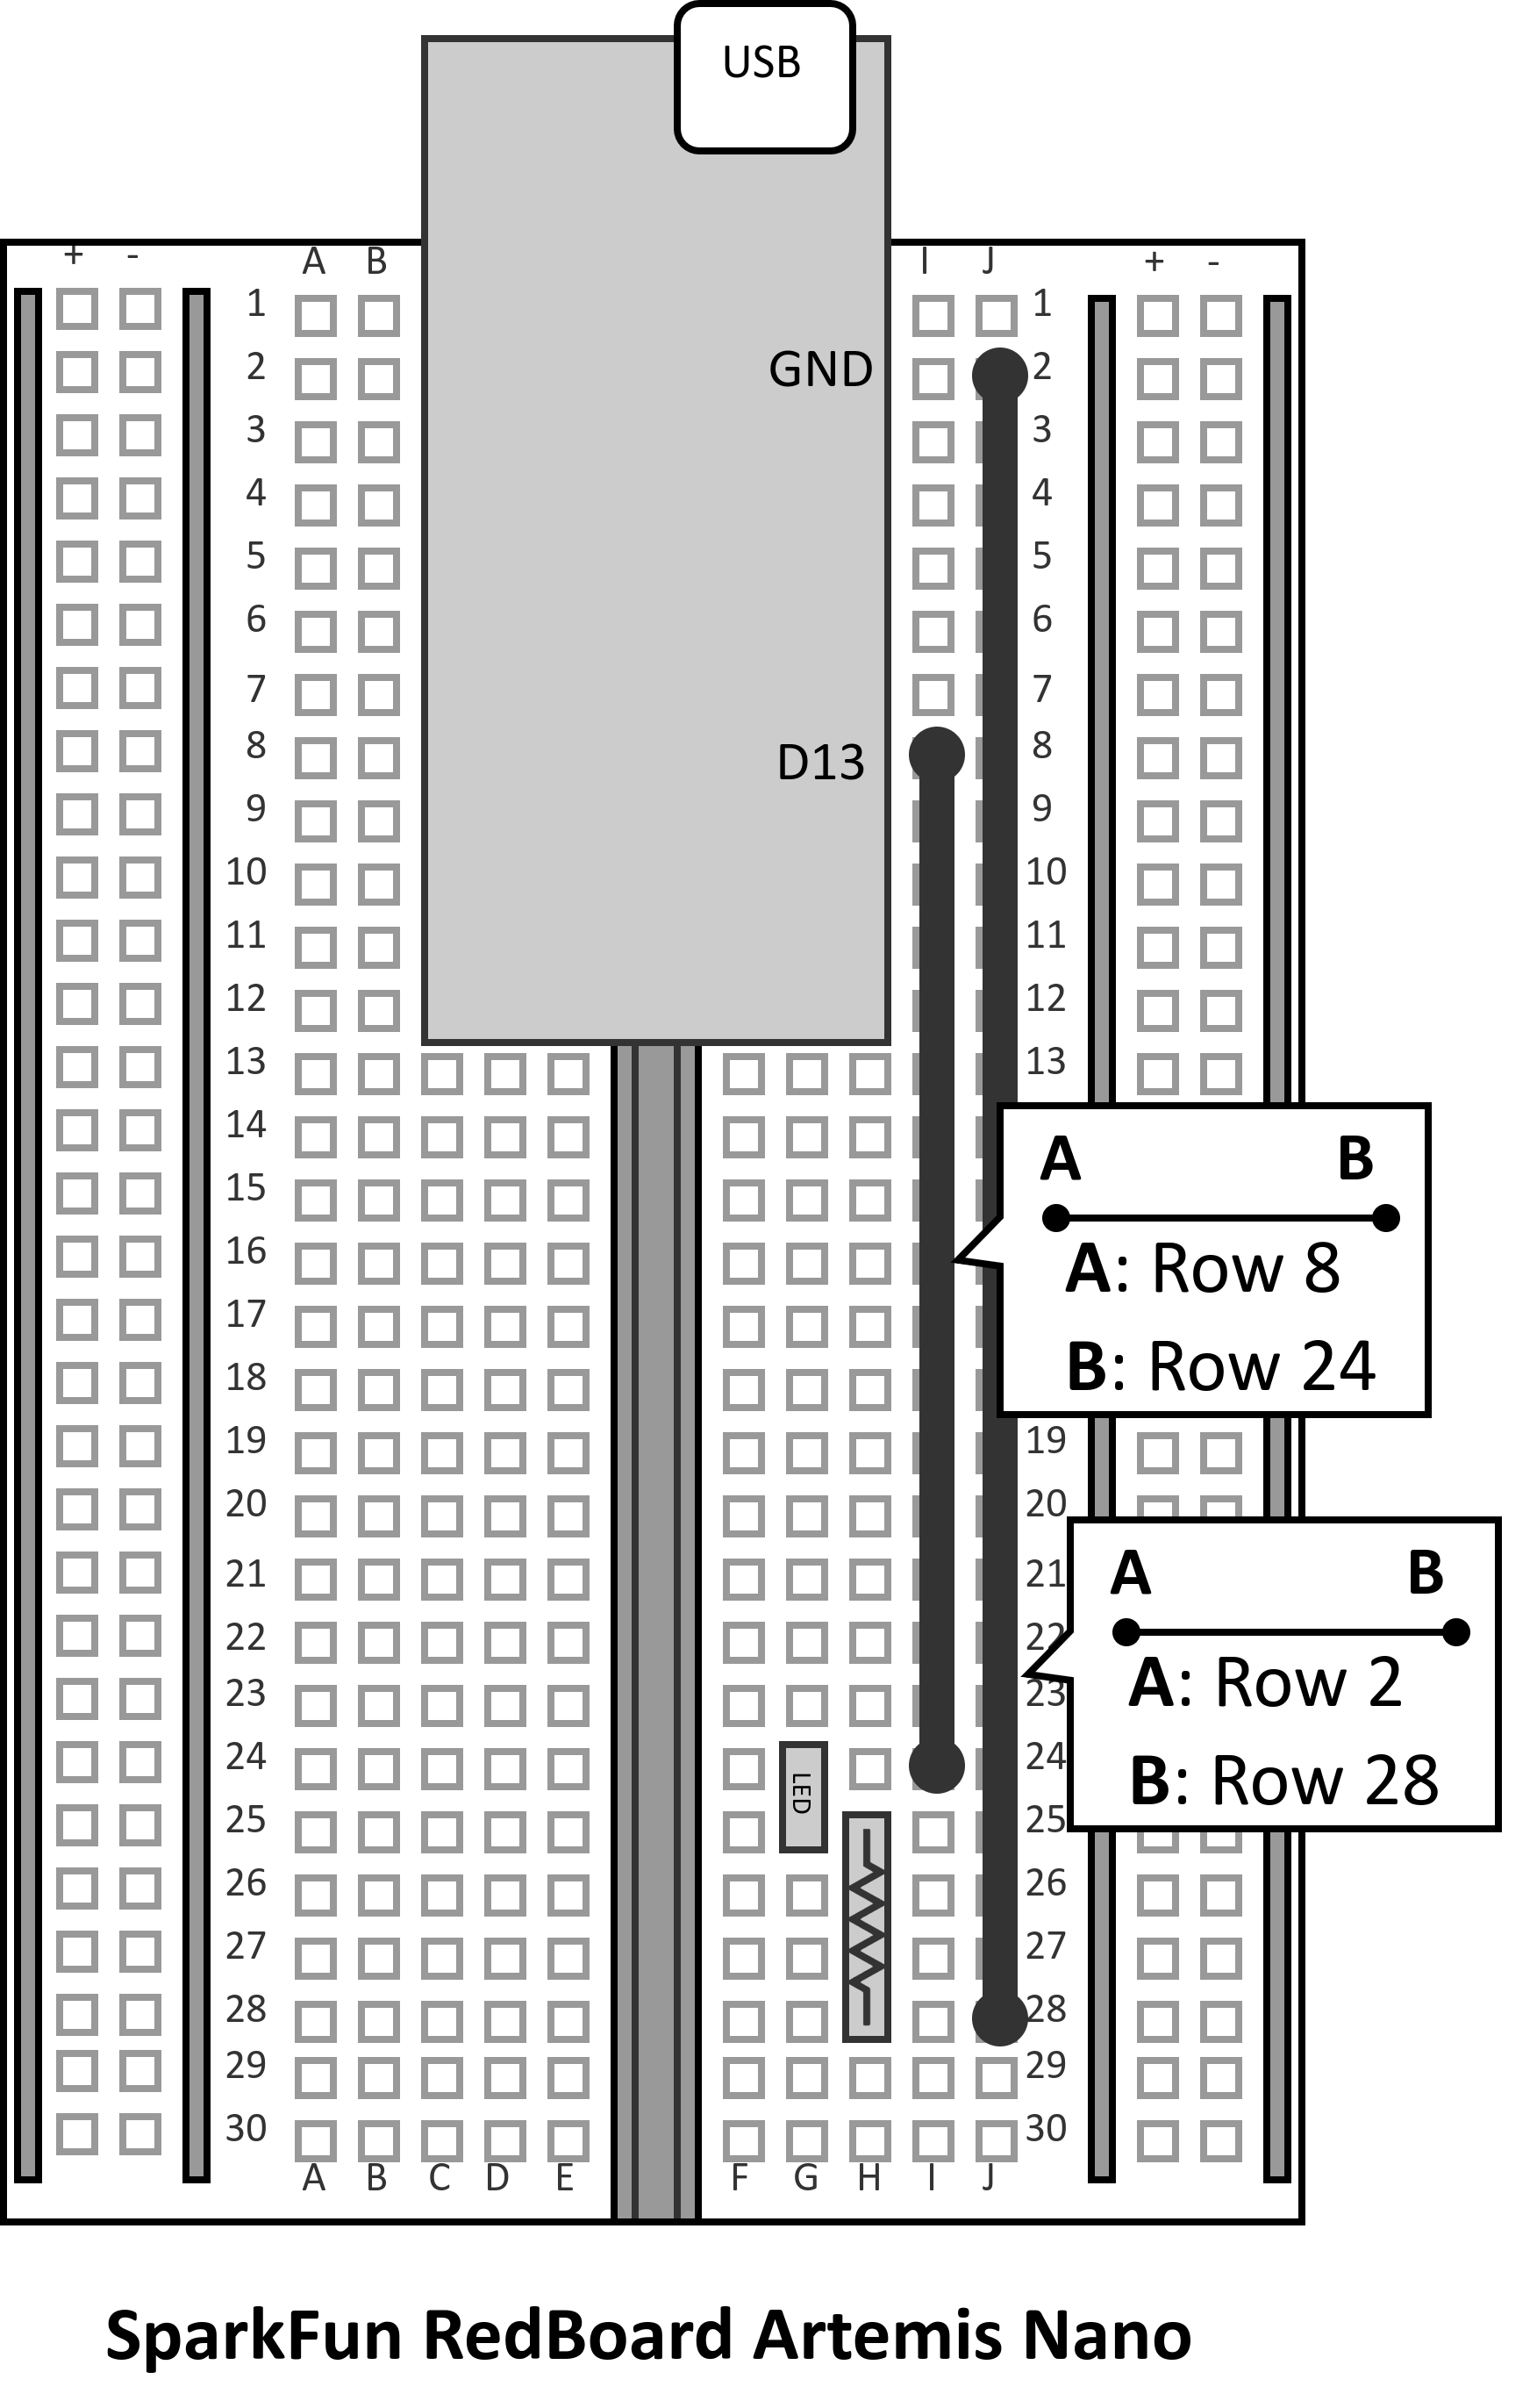 USB
+ - A B I J + -
1 1
2 GND 2
3 3
4 4
5 5
6 6
7 7
8 D13 8
9 9
10 10
11 11
12 12
13 13
14
A B
15
16
A: Row 8
17
B: Row 24
18
19 19
20 20
21 21
A B
22 22
23 23
A: Row 2
24 24
B: Row 28
LED
25 25
26 26
27 27
28 28
29 29
30 30
A B C D E F G H I J
SparkFun RedBoard Artemis Nano